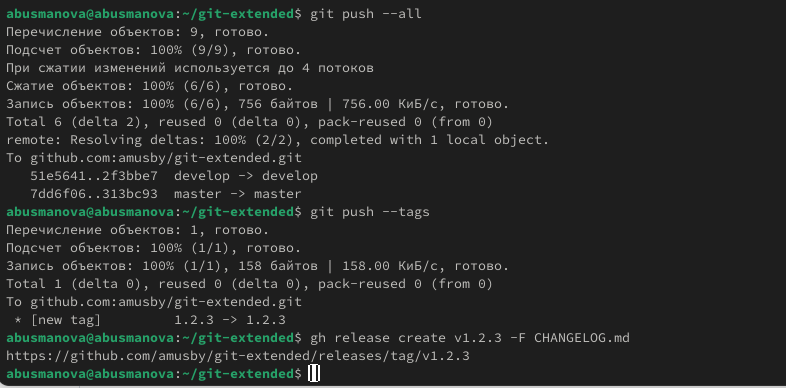 abusmanova@abusmanova:~/git-extended$ git push --all
Перечисление объектов: 9, готово.
Подсчет объектов: 100% (9/9), готово.
При сжатии изменений используется до 4 потоков
Сжатие объектов: 100% (6/6), готово.
Запись объектов: 100% (6/6), 756 байтов | 756.00 КиБ/с, готово.
Total 6 (delta 2), reused 0 (delta 0), pack-reused 0 (from 0)
remote: Resolving deltas: 100% (2/2), completed with 1 local object.
To github.com:amusby/git-extended.git
   51e5641..2f3bbe7  develop -> develop
   7dd6f06..313bc93  master -> master
abusmanova@abusmanova:~/git-extended$ git push --tags
Перечисление объектов: 1, готово.
Подсчет объектов: 100% (1/1), готово.
Запись объектов: 100% (1/1), 158 байтов | 158.00 КиБ/с, готово.
Total 1 (delta 0), reused 0 (delta 0), pack-reused 0 (from 0)
To github.com:amusby/git-extended.git
 * [new tag]         1.2.3 -> 1.2.3
abusmanova@abusmanova:~/git-extended$ gh release create v1.2.3 -F CHANGELOG.md
https://github.com/amusby/git-extended/releases/tag/v1.2.3
abusmanova@abusmanova:~/git-extended$